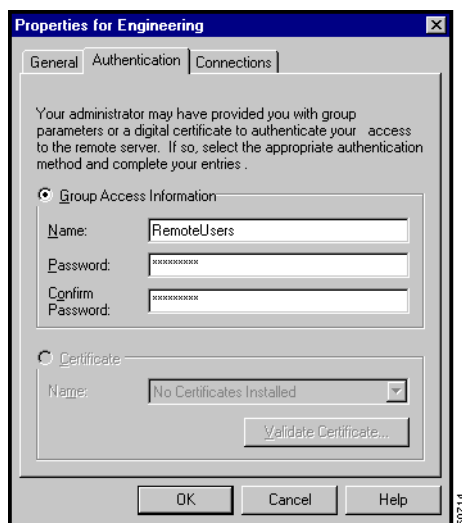 Properties for Engineering
General Authentication Connections
Your administrator may have provided you with group
parameters or a digital certificate to authenticate your access
to the remote server. If so, select the appropriate authentication
method and complete your entries .
Group Access Information
Name: RemoteUsers
Password: xxxxxxxxx
Confirm
Password: xxxxxxxxx
Certificate
Name: No Certificates Installed
Validate Certificate...
OK Cancel Help